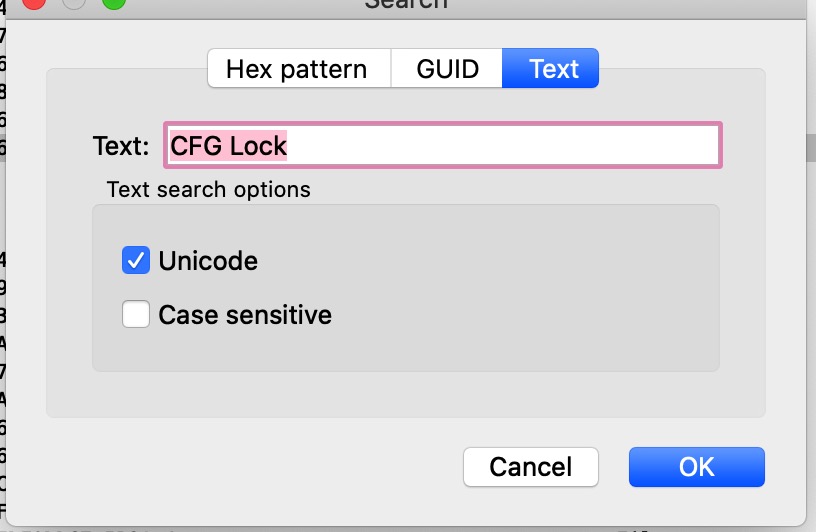 Search
Hex pattern GUID Text
Text: CFG Lock
Text search options
Unicode
Case sensitive
Cancel OK